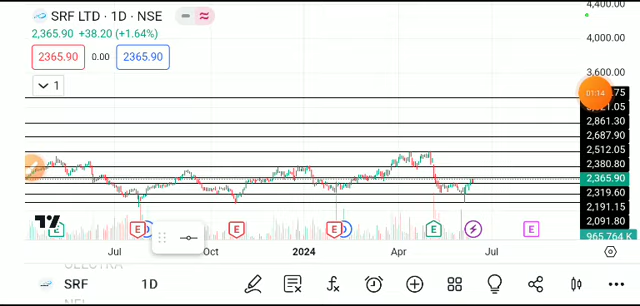 SRF LTD · 1D · NSE
4,400.00
2,365.90 +38.20 (+1.64%)
4,000.00
2365.90 0.00 2365.90
3,600.00
1
01:14
2,861.30
2,687.90
2,512.05
2,380.80
2,365.90
2,319.60
2,191.15
2,091.80
965.764 K
E E E E E E
Jul Oct 2024 Apr Jul
SRF 1D